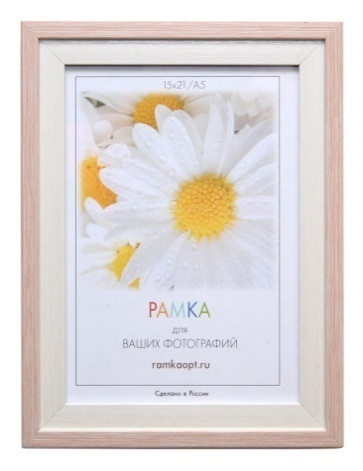 15x21/A5
РАМКА
для
ВАШИХ ФОТОГРАФИЙ
ramkaopt.ru
Сделано в России